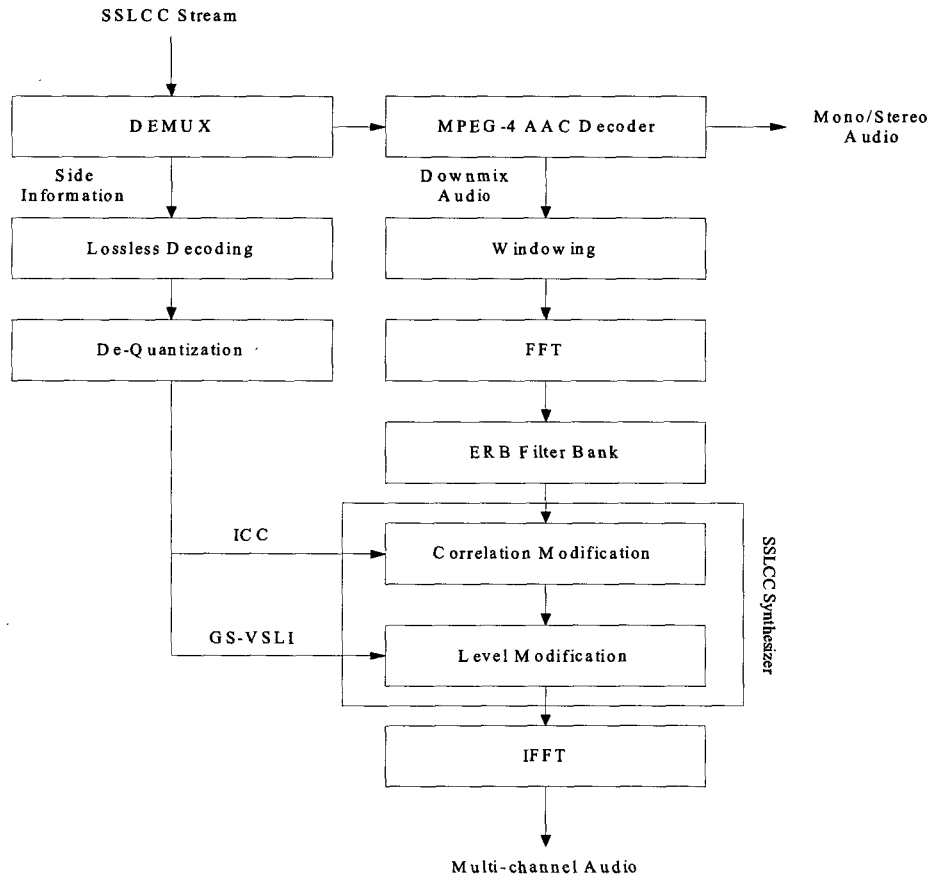 SSLCC Stream
DEMUX
MPEG-4 AAC Decoder
Mono/Stereo
Audio
Side
Information
Downmix
Audio
Lossless Decoding
Windowing
De-Quantization
FFT
ERB Filter Bank
ICC
Correlation Modification
SSLCC Synthesizer
GS-VSLI
Level Modification
IFFT
Multi-channel Audio